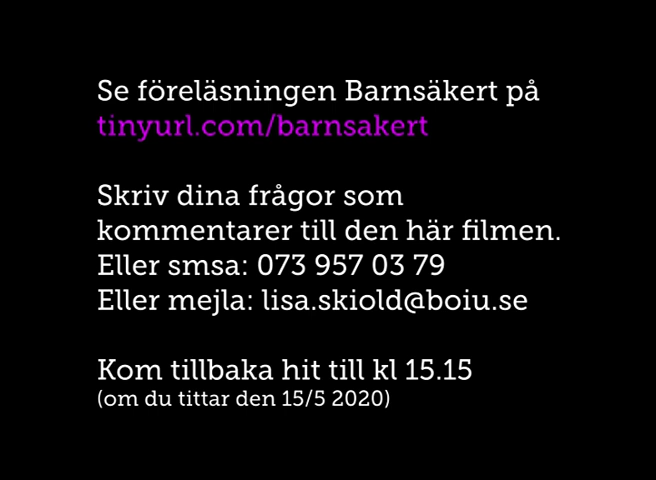 Se föreläsningen Barnsäkert på
tinyurl.com/barnsakert
Skriv dina frågor som
kommentarer till den här filmen.
Eller smsa: 073 957 03 79
Eller mejla: lisa.skiold@boiu.se
Kom tillbaka hit till kl 15.15
(om du tittar den 15/5 2020)